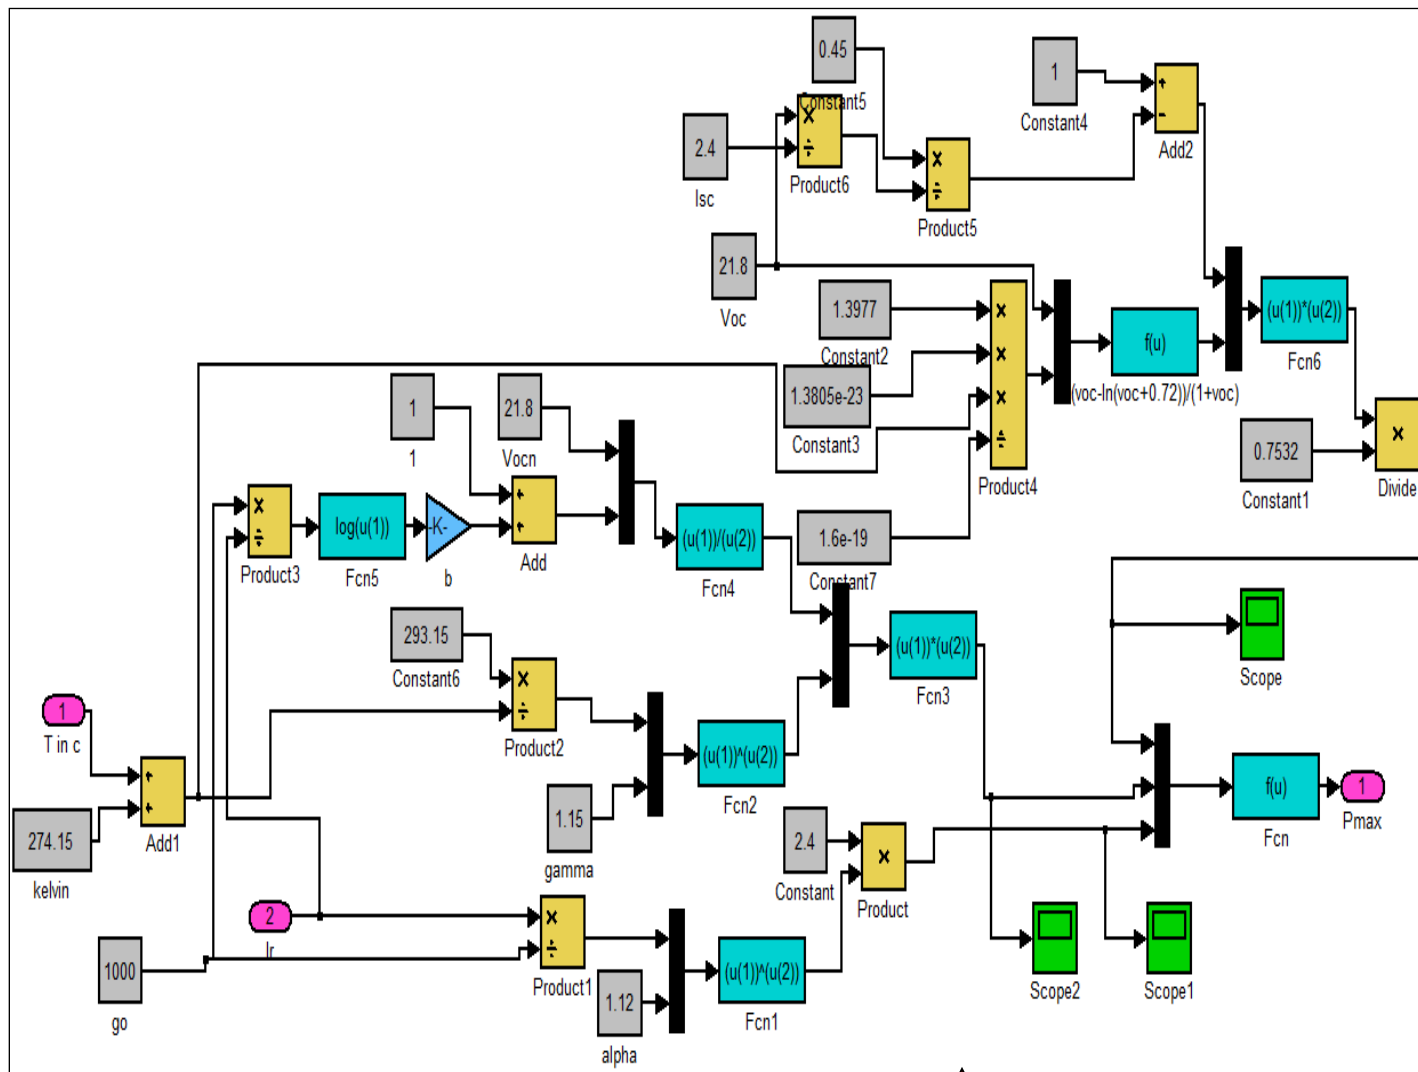 0.45
Constant5
×
÷
Product6
2.4
Isc
×
÷
Product5
1
Constant4
+
−
Add2
21.8
Voc
1.3977
Constant2
1.3805e-23
Constant3
×
×
×
÷
Product4
f(u)
(voc-ln(voc+0.72))/(1+voc)
(u(1))*(u(2))
Fcn6
0.7532
Constant1
×
Divide
1.6e-19
Constant7
1
1
21.8
Vocn
×
÷
Product3
log(u(1))
Fcn5
-K-
b
+
+
Add
(u(1))/(u(2))
Fcn4
293.15
Constant6
×
÷
Product2
(u(1))*(u(2))
Fcn3
Scope
1
T in c
+
+
Add1
274.15
kelvin
1.15
gamma
(u(1))^(u(2))
Fcn2
2.4
Constant
×
Product
f(u)
Fcn
1
Pmax
2
Ir
1000
go
×
÷
Product1
1.12
alpha
(u(1))^(u(2))
Fcn1
Scope2
Scope1